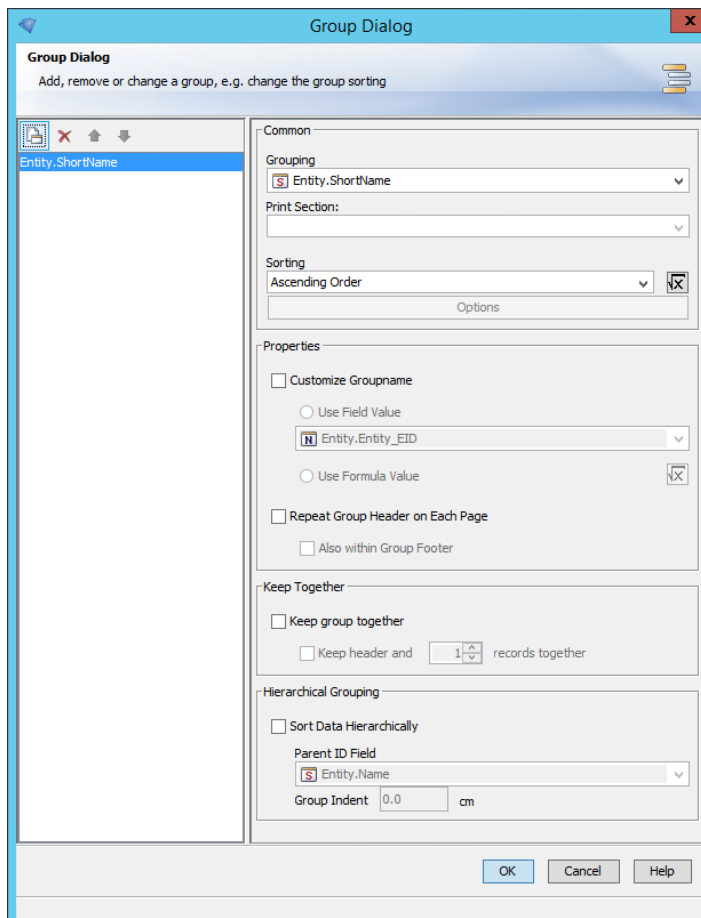 Group Dialog
X
Group Dialog
Add, remove or change a group, e.g. change the group sorting
Entity.ShortName
Common
Grouping
S Entity.ShortName
Print Section:
Sorting
Ascending Order
√x
Options
Properties
Customize Groupname
Use Field Value
N Entity.Entity_EID
Use Formula Value
√x
Repeat Group Header on Each Page
Also within Group Footer
Keep Together
Keep group together
Keep header and 1 records together
Hierarchical Grouping
Sort Data Hierarchically
Parent ID Field
S Entity.Name
Group Indent 0.0 cm
OK Cancel Help